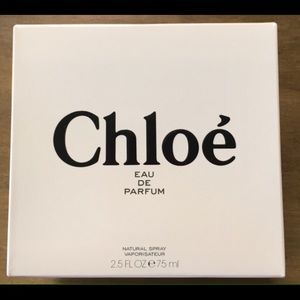 Chloé
EAU
DE
PARFUM
NATURAL SPRAY
VAPORISATEUR
2.5 FL OZ e 75 ml